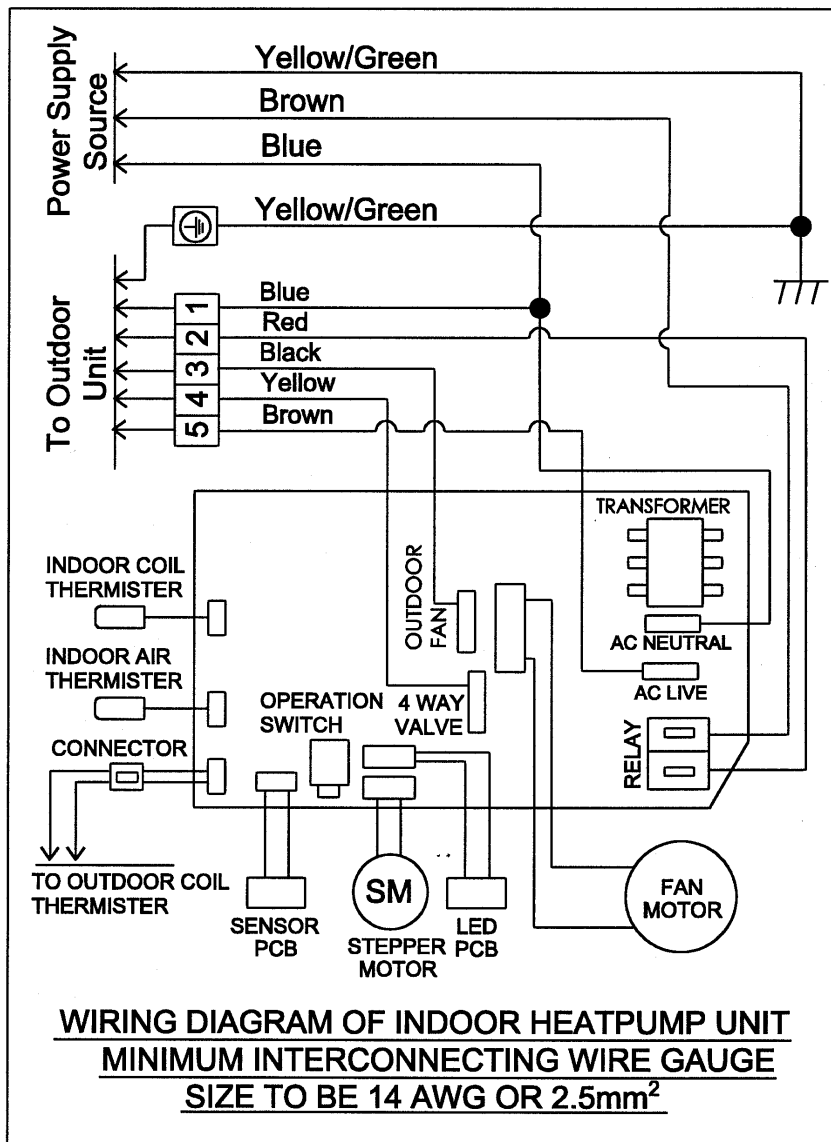 Power Supply
Source
Yellow/Green
Brown
Blue
Yellow/Green
To Outdoor
Unit
1
Blue
2
Red
3
Black
4
Yellow
5
Brown
TRANSFORMER
INDOOR COIL
THERMISTER
OUTDOOR
FAN
AC NEUTRAL
INDOOR AIR
THERMISTER
AC LIVE
OPERATION
SWITCH
4 WAY
VALVE
CONNECTOR
RELAY
TO OUTDOOR COIL
THERMISTER
SENSOR
PCB
SM
STEPPER
MOTOR
LED
PCB
FAN
MOTOR
WIRING DIAGRAM OF INDOOR HEATPUMP UNIT
MINIMUM INTERCONNECTING WIRE GAUGE
SIZE TO BE 14 AWG OR 2.5mm²